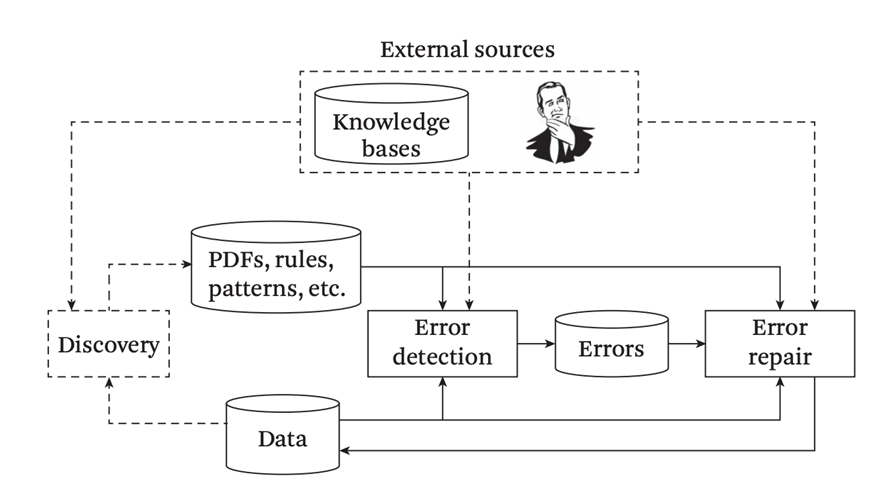 External sources
Knowledge
bases
PDFs, rules,
patterns, etc.
Discovery
Error
detection
Errors
Error
repair
Data